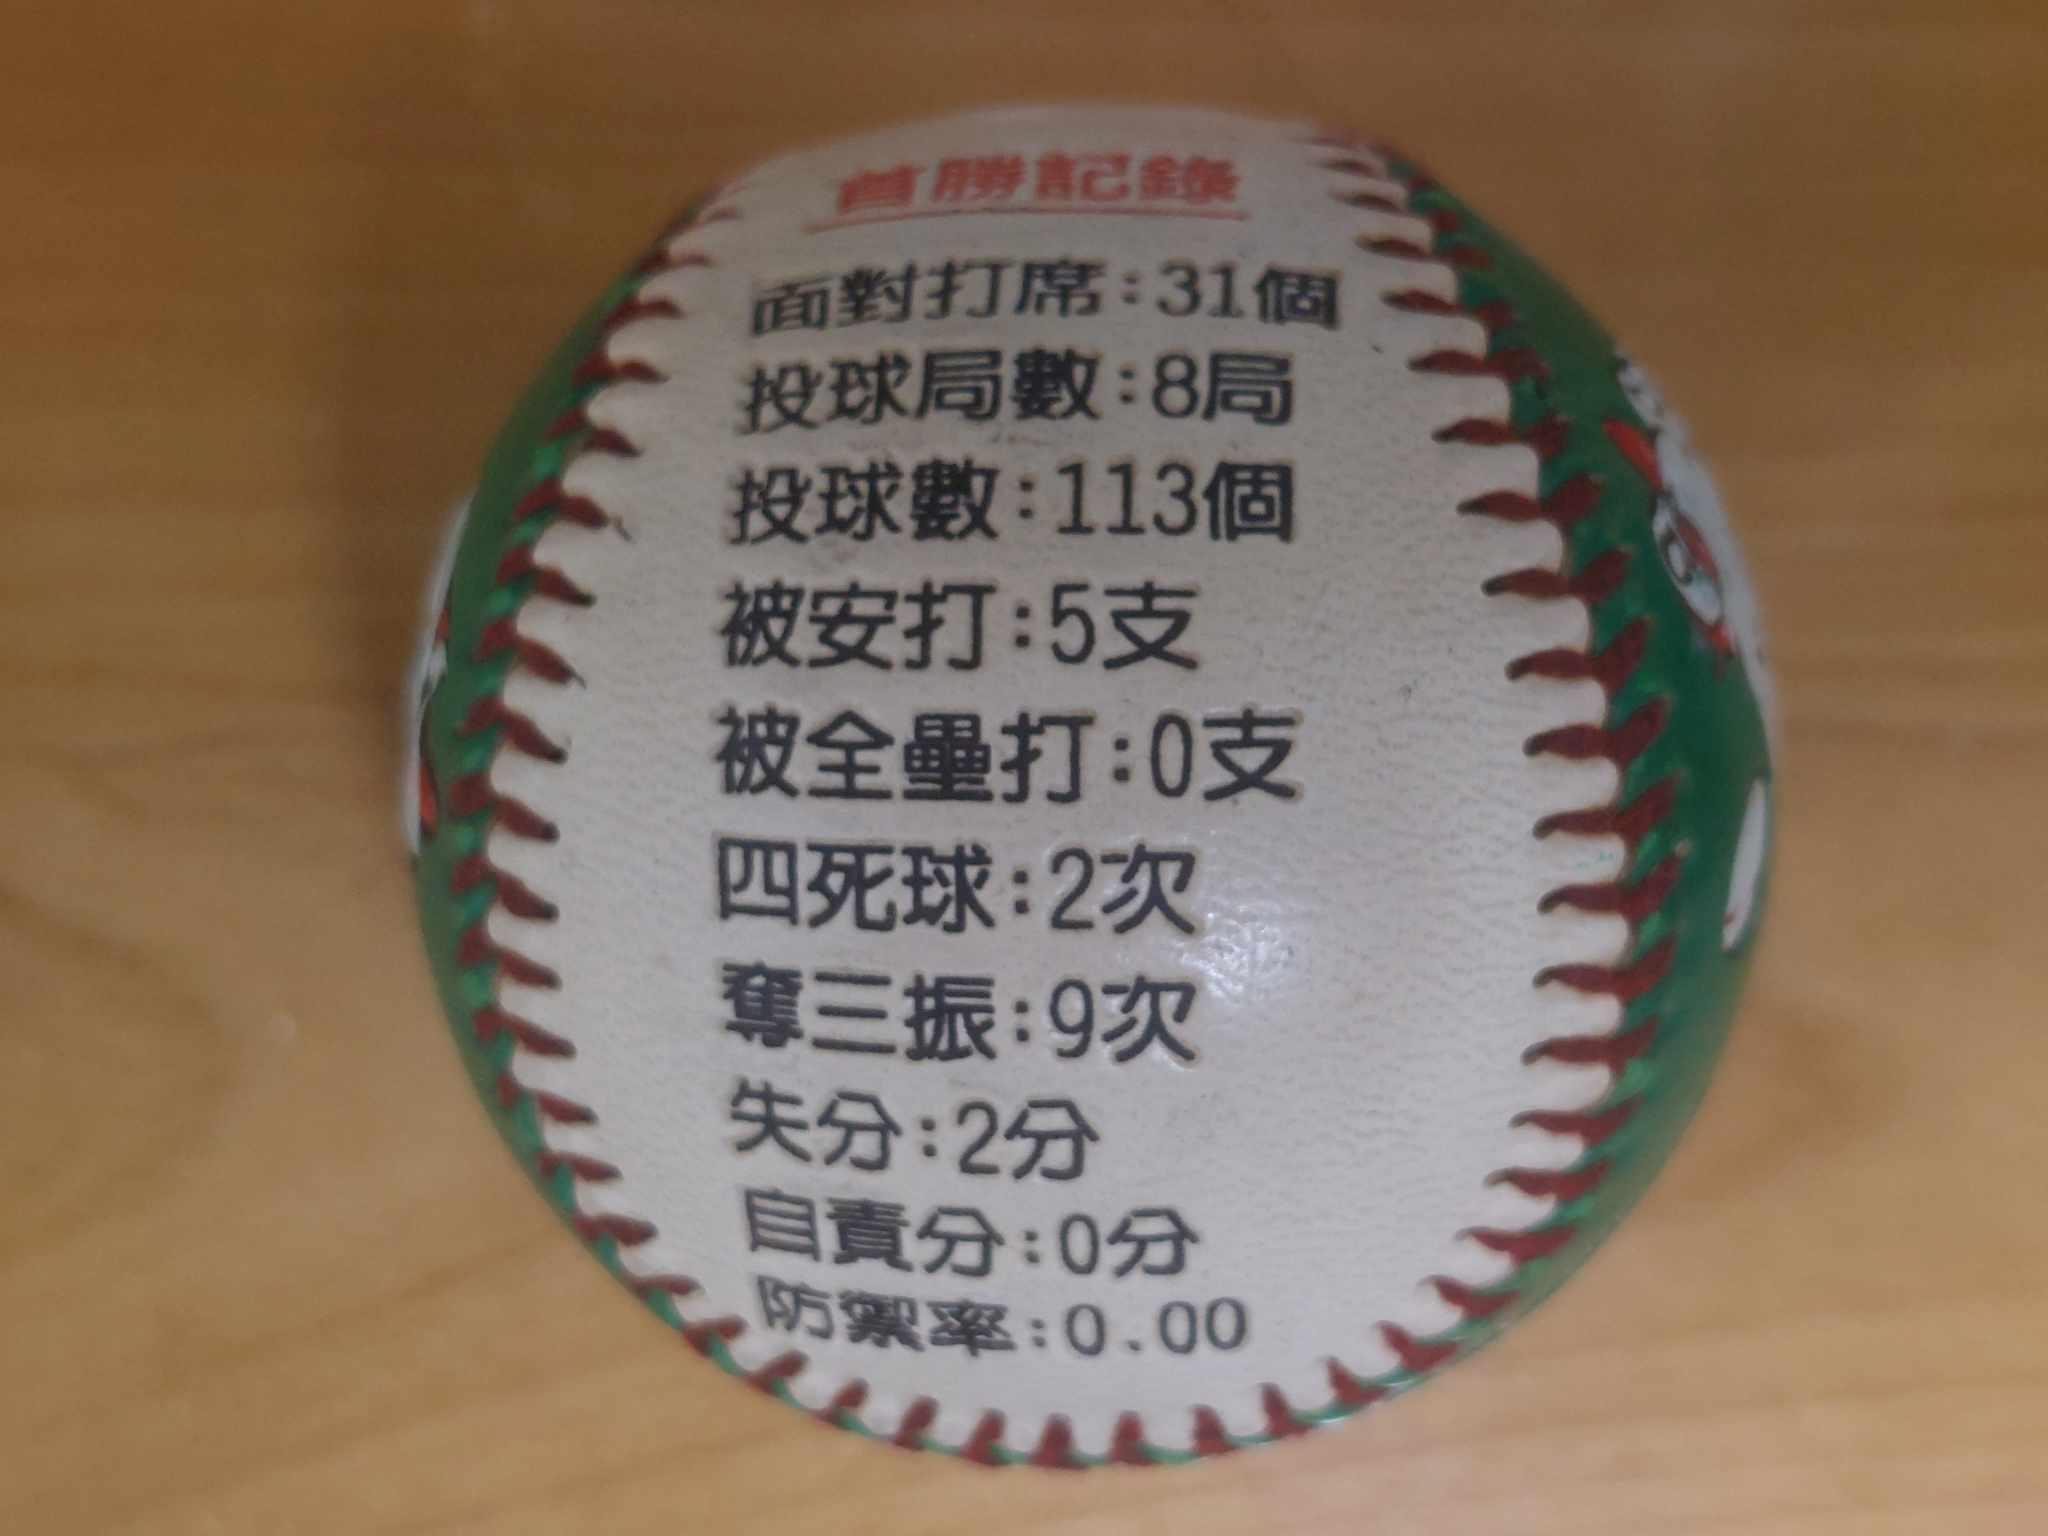 首勝記錄
面對打席:31個
投球局數:8局
投球數:113個
被安打:5支
被全壘打:0支
四死球:2次
奪三振:9次
失分:2分
自責分:0分
防禦率:0.00